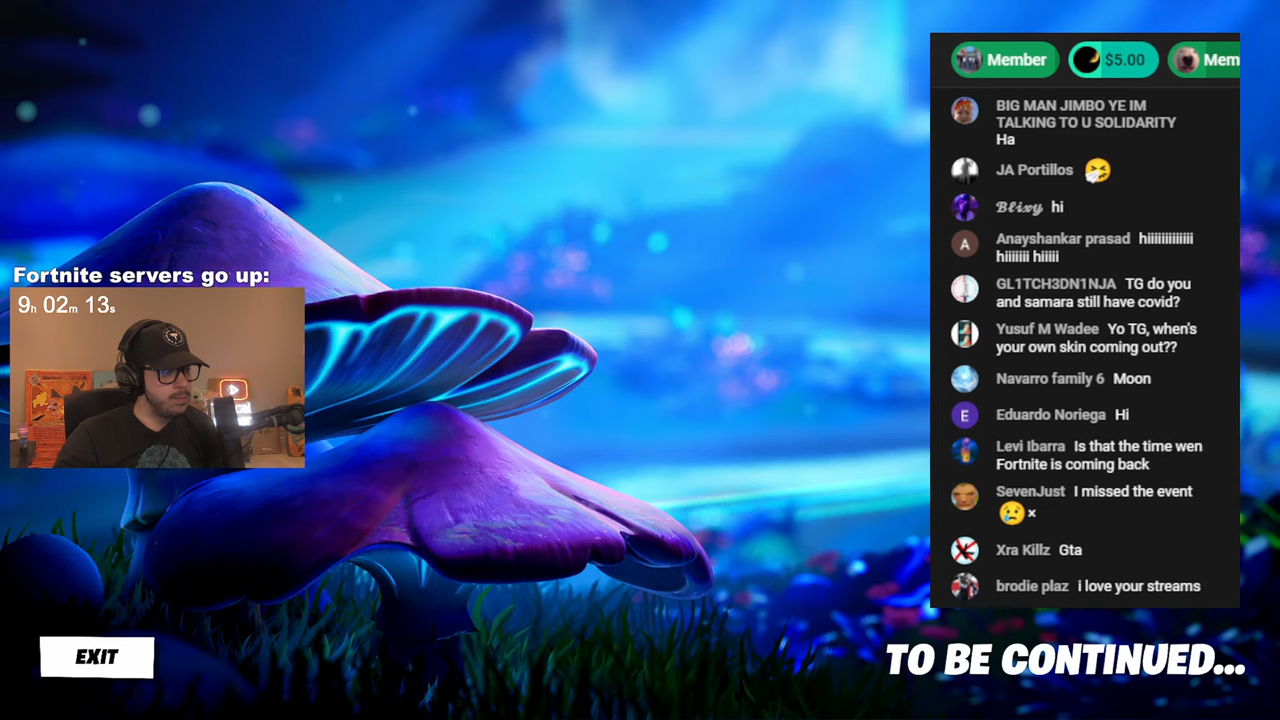 Member
$5.00
Mem
BIG MAN JIMBO YE IM
TALKING TO U SOLIDARITY
Ha
JA Portillos
𝓑𝓵𝓲𝔁𝔂 hi
Anayshankar prasad hiiiiiiiiiiiii
hiiiiiii hiiiii
GL1TCH3DN1NJA TG do you
and samara still have covid?
Yusuf M Wadee Yo TG, when's
your own skin coming out??
Navarro family 6 Moon
E
Eduardo Noriega Hi
A
Levi Ibarra Is that the time wen
Fortnite is coming back
SevenJust I missed the event
×
Xra Killz Gta
brodie plaz i love your streams
Fortnite servers go up:
9h 02m 13s
EXIT
TO BE CONTINUED...